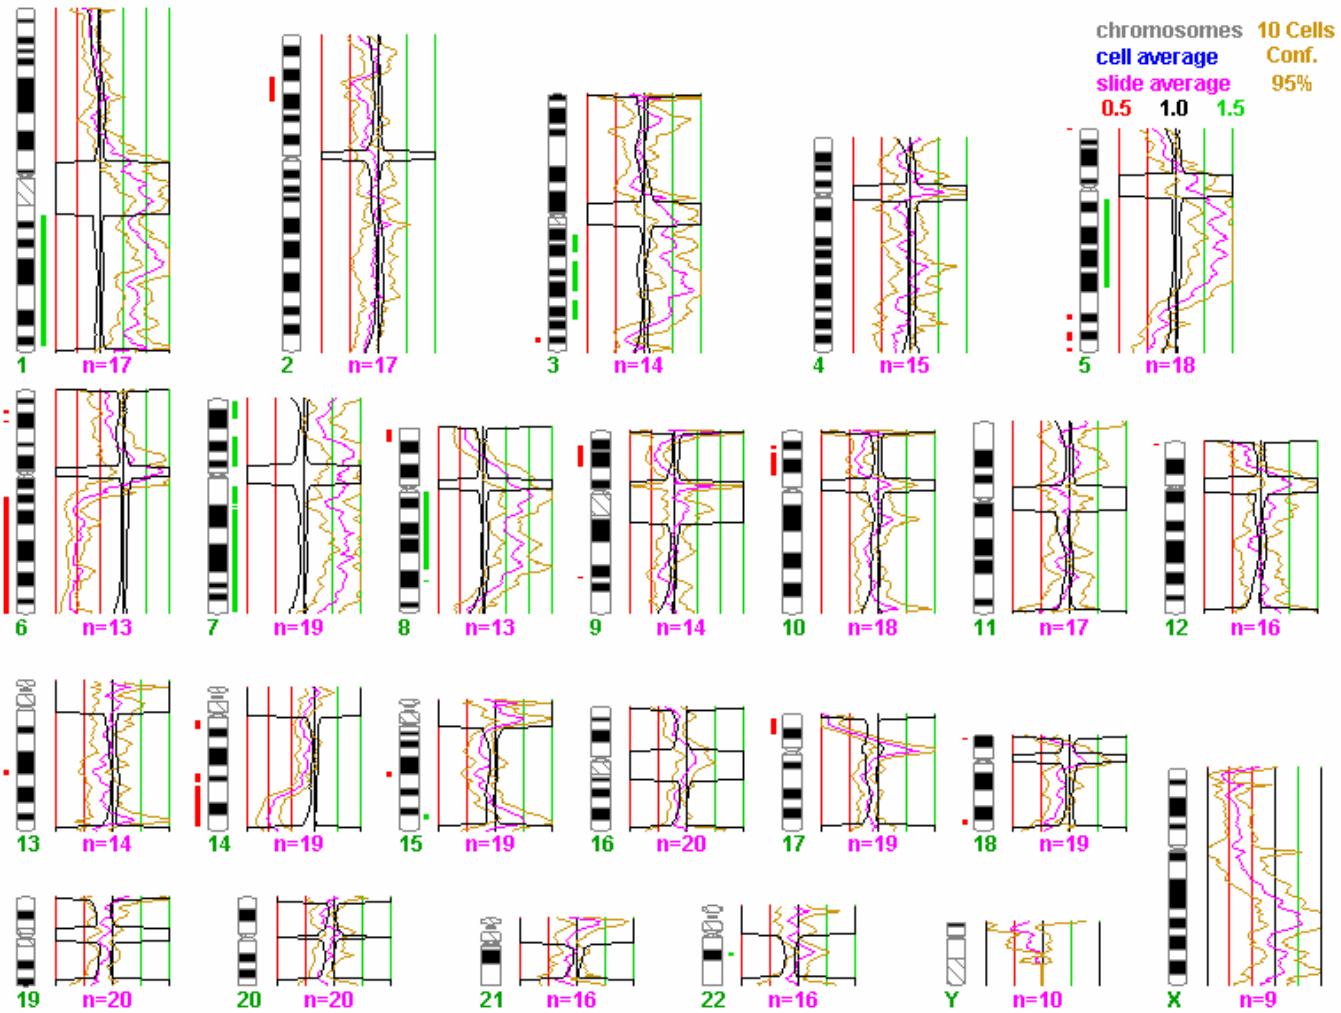 chromosomes 10 Cells
cell average Conf.
slide average 95%
0.5 1.0 1.5
1 n=17
2 n=17
3 n=14
4 n=15
5 n=18
6 n=13
7 n=19
8 n=13
9 n=14
10 n=18
11 n=17
12 n=16
13 n=14
14 n=19
15 n=19
16 n=20
17 n=19
18 n=19
19 n=20
20 n=20
21 n=16
22 n=16
Y n=10
X n=9